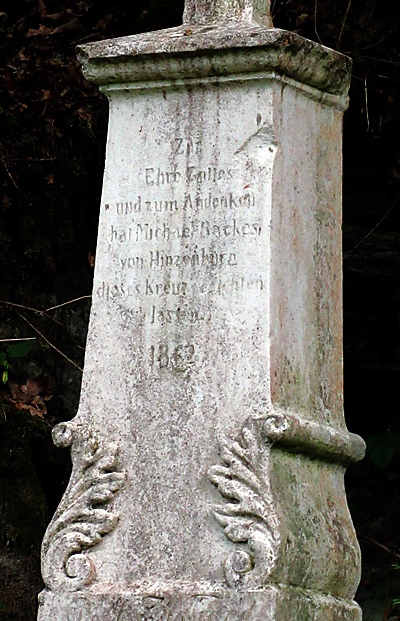 Zur
Ehre Gottes
und zum Andenken
hat Michael Backes
von Hinzenburg
dieses Kreuz errichten
lassen.
1862